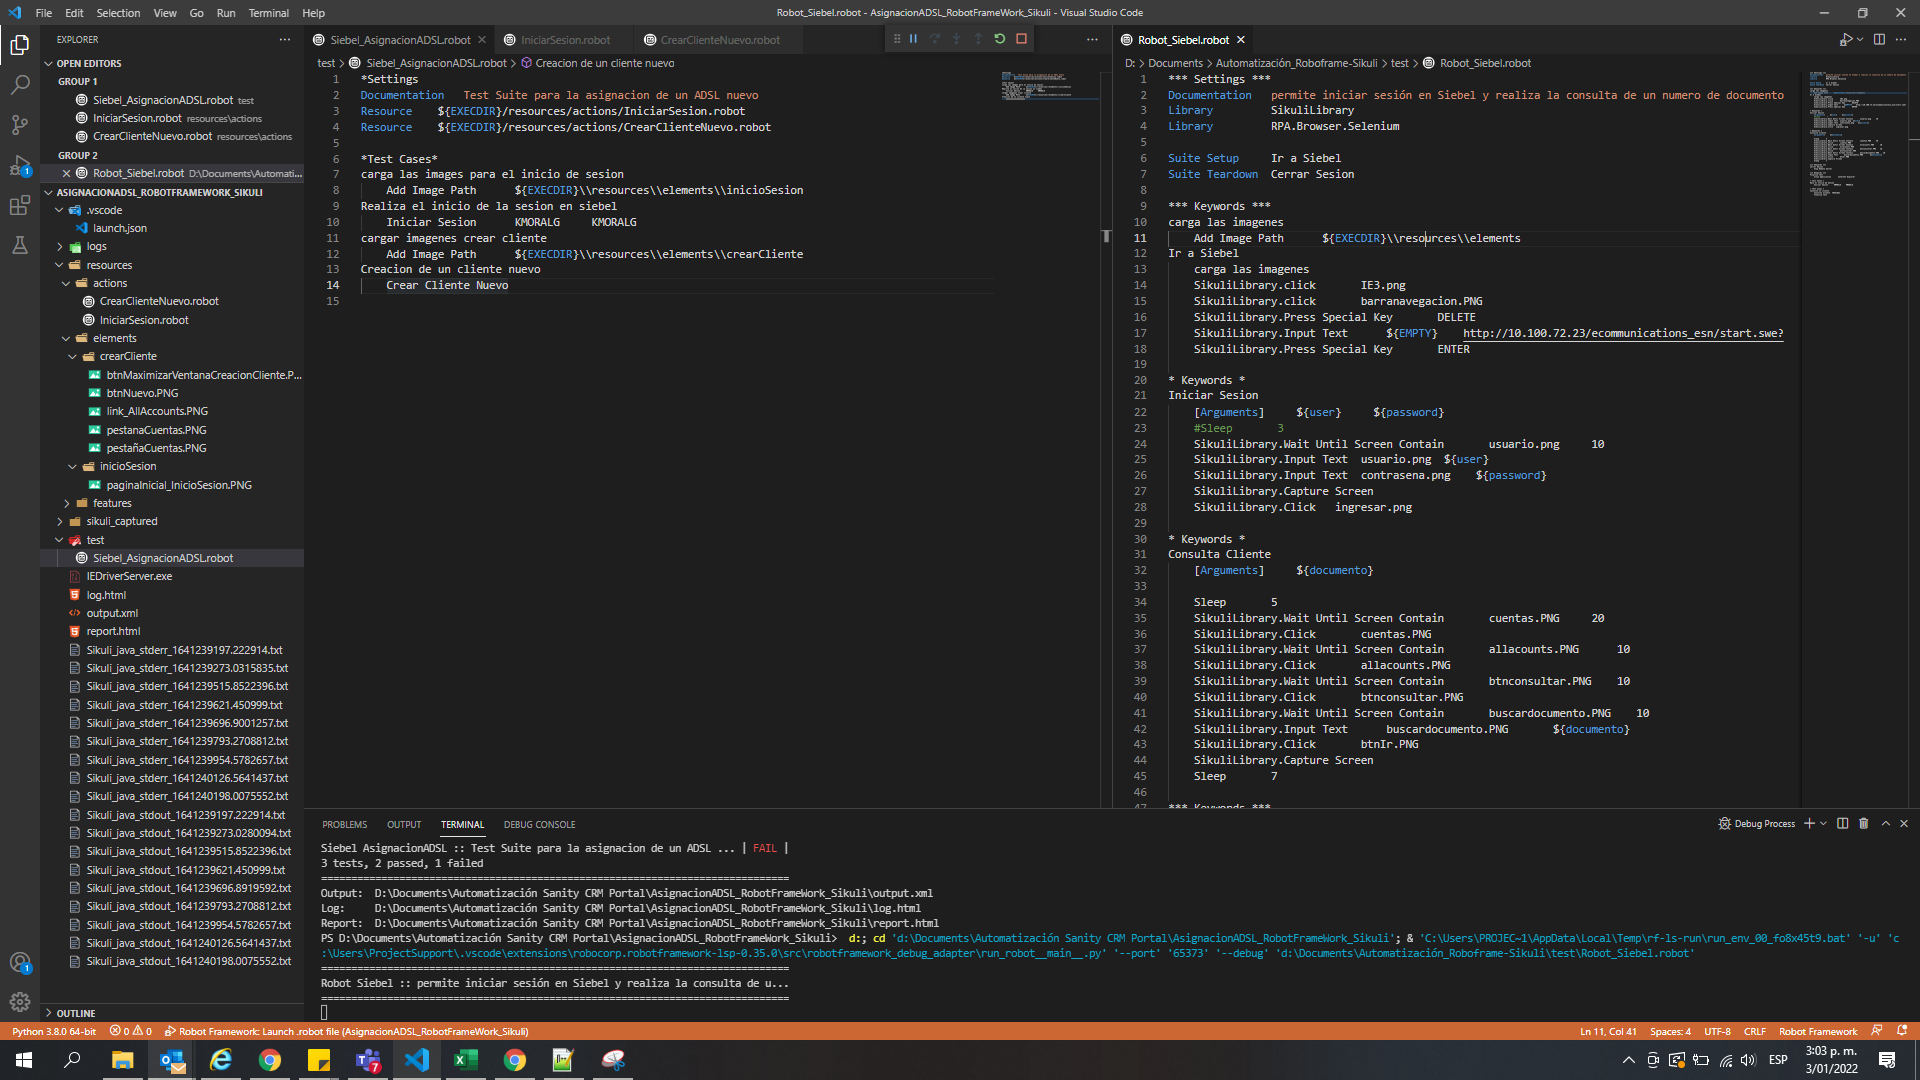 File Edit Selection View Go Run Terminal Help
Robot_Siebel.robot - AsignacionADSL_RobotFrameWork_Sikuli - Visual Studio Code
EXPLORER
OPEN EDITORS
GROUP 1
Siebel_AsignacionADSL.robot test
IniciarSesion.robot resources\actions
CrearClienteNuevo.robot resources\actions
GROUP 2
Robot_Siebel.robot D:\Documents\Automati...
ASIGNACIONADSL_ROBOTFRAMEWORK_SIKULI
.vscode
launch.json
logs
resources
actions
CrearClienteNuevo.robot
IniciarSesion.robot
elements
crearCliente
btnMaximizarVentanaCreacionCliente.P...
btnNuevo.PNG
link_AllAccounts.PNG
pestanaCuentas.PNG
pestañaCuentas.PNG
inicioSesion
paginaInicial_InicioSesion.PNG
features
sikuli_captured
test
Siebel_AsignacionADSL.robot
IEDriverServer.exe
log.html
output.xml
report.html
Sikuli_java_stderr_1641239197.222914.txt
Sikuli_java_stderr_1641239273.0315835.txt
Sikuli_java_stderr_1641239515.8522396.txt
Sikuli_java_stderr_1641239621.450999.txt
Sikuli_java_stderr_1641239696.9001257.txt
Sikuli_java_stderr_1641239793.2708812.txt
Sikuli_java_stderr_1641239954.5782657.txt
Sikuli_java_stderr_1641240126.5641437.txt
Sikuli_java_stderr_1641240198.0075552.txt
Sikuli_java_stdout_1641239197.222914.txt
Sikuli_java_stdout_1641239273.0280094.txt
Sikuli_java_stdout_1641239515.8522396.txt
Sikuli_java_stdout_1641239621.450999.txt
Sikuli_java_stdout_1641239696.8919592.txt
Sikuli_java_stdout_1641239793.2708812.txt
Sikuli_java_stdout_1641239954.5782657.txt
Sikuli_java_stdout_1641240126.5641437.txt
Sikuli_java_stdout_1641240198.0075552.txt
OUTLINE
Siebel_AsignacionADSL.robot IniciarSesion.robot CrearClienteNuevo.robot
test > Siebel_AsignacionADSL.robot > Creacion de un cliente nuevo
1 *Settings
2 Documentation Test Suite para la asignacion de un ADSL nuevo
3 Resource ${EXECDIR}/resources/actions/IniciarSesion.robot
4 Resource ${EXECDIR}/resources/actions/CrearClienteNuevo.robot
5
6 *Test Cases*
7 carga las images para el inicio de sesion
8 Add Image Path ${EXECDIR}\\resources\\elements\\inicioSesion
9 Realiza el inicio de la sesion en siebel
10 Iniciar Sesion KMORALG KMORALG
11 cargar imagenes crear cliente
12 Add Image Path ${EXECDIR}\\resources\\elements\\crearCliente
13 Creacion de un cliente nuevo
14 Crear Cliente Nuevo
15
Robot_Siebel.robot
D: > Documents > Automatización_Roboframe-Sikuli > test > Robot_Siebel.robot
1 *** Settings ***
2 Documentation permite iniciar sesión en Siebel y realiza la consulta de un numero de documento
3 Library SikuliLibrary
4 Library RPA.Browser.Selenium
5
6 Suite Setup Ir a Siebel
7 Suite Teardown Cerrar Sesion
8
9 *** Keywords ***
10 carga las imagenes
11 Add Image Path ${EXECDIR}\\resources\\elements
12 Ir a Siebel
13 carga las imagenes
14 SikuliLibrary.click IE3.png
15 SikuliLibrary.click barranavegacion.PNG
16 SikuliLibrary.Press Special Key DELETE
17 SikuliLibrary.Input Text ${EMPTY} http://10.100.72.23/ecommunications_esn/start.swe?
18 SikuliLibrary.Press Special Key ENTER
19
20 * Keywords *
21 Iniciar Sesion
22 [Arguments] ${user} ${password}
23 #Sleep 3
24 SikuliLibrary.Wait Until Screen Contain usuario.png 10
25 SikuliLibrary.Input Text usuario.png ${user}
26 SikuliLibrary.Input Text contrasena.png ${password}
27 SikuliLibrary.Capture Screen
28 SikuliLibrary.Click ingresar.png
29
30 * Keywords *
31 Consulta Cliente
32 [Arguments] ${documento}
33
34 Sleep 5
35 SikuliLibrary.Wait Until Screen Contain cuentas.PNG 20
36 SikuliLibrary.Click cuentas.PNG
37 SikuliLibrary.Wait Until Screen Contain allacounts.PNG 10
38 SikuliLibrary.Click allacounts.PNG
39 SikuliLibrary.Wait Until Screen Contain btnconsultar.PNG 10
40 SikuliLibrary.Click btnconsultar.PNG
41 SikuliLibrary.Wait Until Screen Contain buscardocumento.PNG 10
42 SikuliLibrary.Input Text buscardocumento.PNG ${documento}
43 SikuliLibrary.Click btnIr.PNG
44 SikuliLibrary.Capture Screen
45 Sleep 7
46
47 *** Keywords ***
PROBLEMS OUTPUT TERMINAL DEBUG CONSOLE
Debug Process
Siebel AsignacionADSL :: Test Suite para la asignacion de un ADSL ... | FAIL |
3 tests, 2 passed, 1 failed
==============================================================================
Output: D:\Documents\Automatización Sanity CRM Portal\AsignacionADSL_RobotFrameWork_Sikuli\output.xml
Log: D:\Documents\Automatización Sanity CRM Portal\AsignacionADSL_RobotFrameWork_Sikuli\log.html
Report: D:\Documents\Automatización Sanity CRM Portal\AsignacionADSL_RobotFrameWork_Sikuli\report.html
PS D:\Documents\Automatización Sanity CRM Portal\AsignacionADSL_RobotFrameWork_Sikuli> d:; cd 'd:\Documents\Automatización Sanity CRM Portal\AsignacionADSL_RobotFrameWork_Sikuli'; & 'C:\Users\PROJEC~1\AppData\Local\Temp\rf-ls-run\run_env_00_fo8x45t9.bat' '-u' 'c
:\Users\ProjectSupport\.vscode\extensions\robocorp.robotframework-lsp-0.35.0\src\robotframework_debug_adapter\run_robot__main__.py' '--port' '65373' '--debug' 'd:\Documents\Automatización_Roboframe-Sikuli\test\Robot_Siebel.robot'
==============================================================================
Robot Siebel :: permite iniciar sesión en Siebel y realiza la consulta de u...
==============================================================================
Python 3.8.0 64-bit 0 0 Robot Framework: Launch .robot file (AsignacionADSL_RobotFrameWork_Sikuli)
Ln 11, Col 41 Spaces: 4 UTF-8 CRLF Robot Framework
7
ESP
3:03 p. m.
3/01/2022